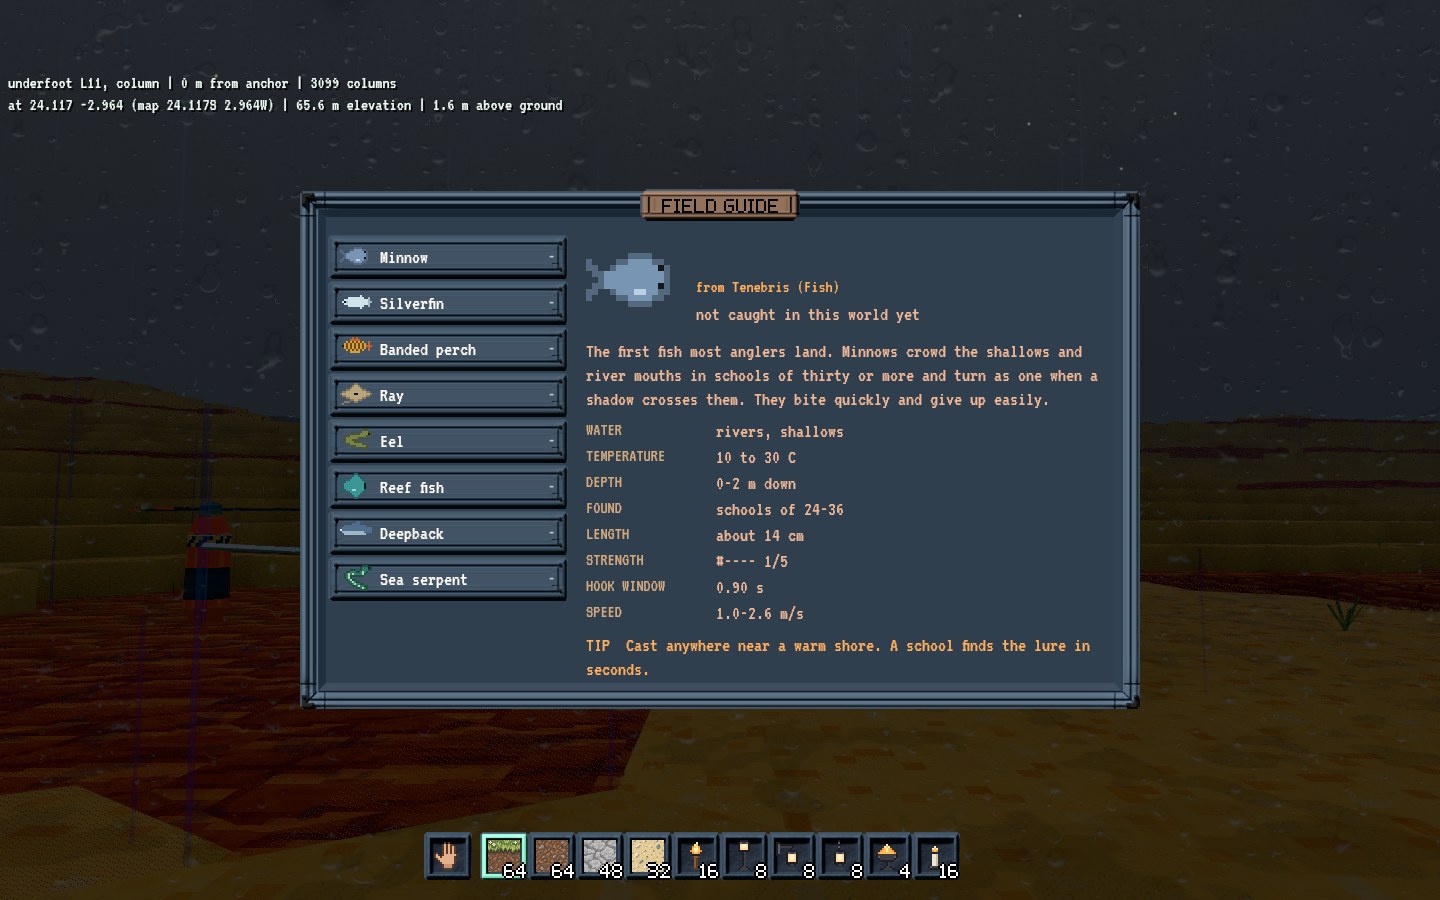 underfoot L11, column | 0 m from anchor | 3099 columns
at 24.117 -2.964 (map 24.117S 2.964W) | 65.6 m elevation | 1.6 m above ground
FIELD GUIDE
Minnow -
Silverfin -
Banded perch -
Ray -
Eel -
Reef fish -
Deepback -
Sea serpent -
from Tenebris (Fish)
not caught in this world yet
The first fish most anglers land. Minnows crowd the shallows and
river mouths in schools of thirty or more and turn as one when a
shadow crosses them. They bite quickly and give up easily.
WATER rivers, shallows
TEMPERATURE 10 to 30 C
DEPTH 0-2 m down
FOUND schools of 24-36
LENGTH about 14 cm
STRENGTH #---- 1/5
HOOK WINDOW 0.90 s
SPEED 1.0-2.6 m/s
TIP Cast anywhere near a warm shore. A school finds the lure in
seconds.
64 64 48 32 16 8 8 8 4 16